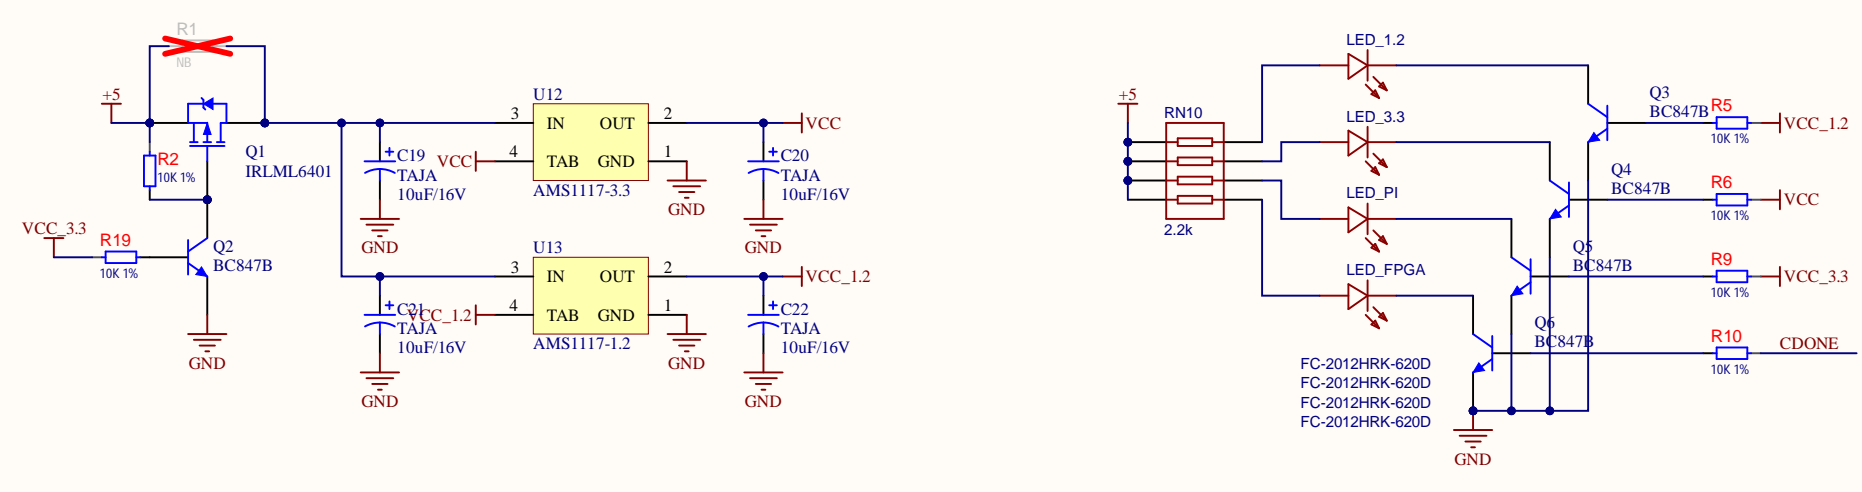 R1
NB
+5
R2
10K 1%
Q1
IRLML6401
VCC_3.3
R19
10K 1%
Q2
BC847B
GND
C19
TAJA
10uF/16V
GND
VCC
U12
3
IN
OUT
2
4
TAB
GND
1
AMS1117-3.3
GND
VCC
C20
TAJA
10uF/16V
GND
C21
TAJA
10uF/16V
GND
VCC_1.2
U13
3
IN
OUT
2
4
TAB
GND
1
AMS1117-1.2
GND
VCC_1.2
C22
TAJA
10uF/16V
GND
+5
RN10
2.2k
LED_1.2
LED_3.3
LED_PI
LED_FPGA
Q3
BC847B
R5
10K 1%
VCC_1.2
Q4
BC847B
R6
10K 1%
VCC
Q5
BC847B
R9
10K 1%
VCC_3.3
Q6
BC847B
R10
10K 1%
CDONE
FC-2012HRK-620D
FC-2012HRK-620D
FC-2012HRK-620D
FC-2012HRK-620D
GND